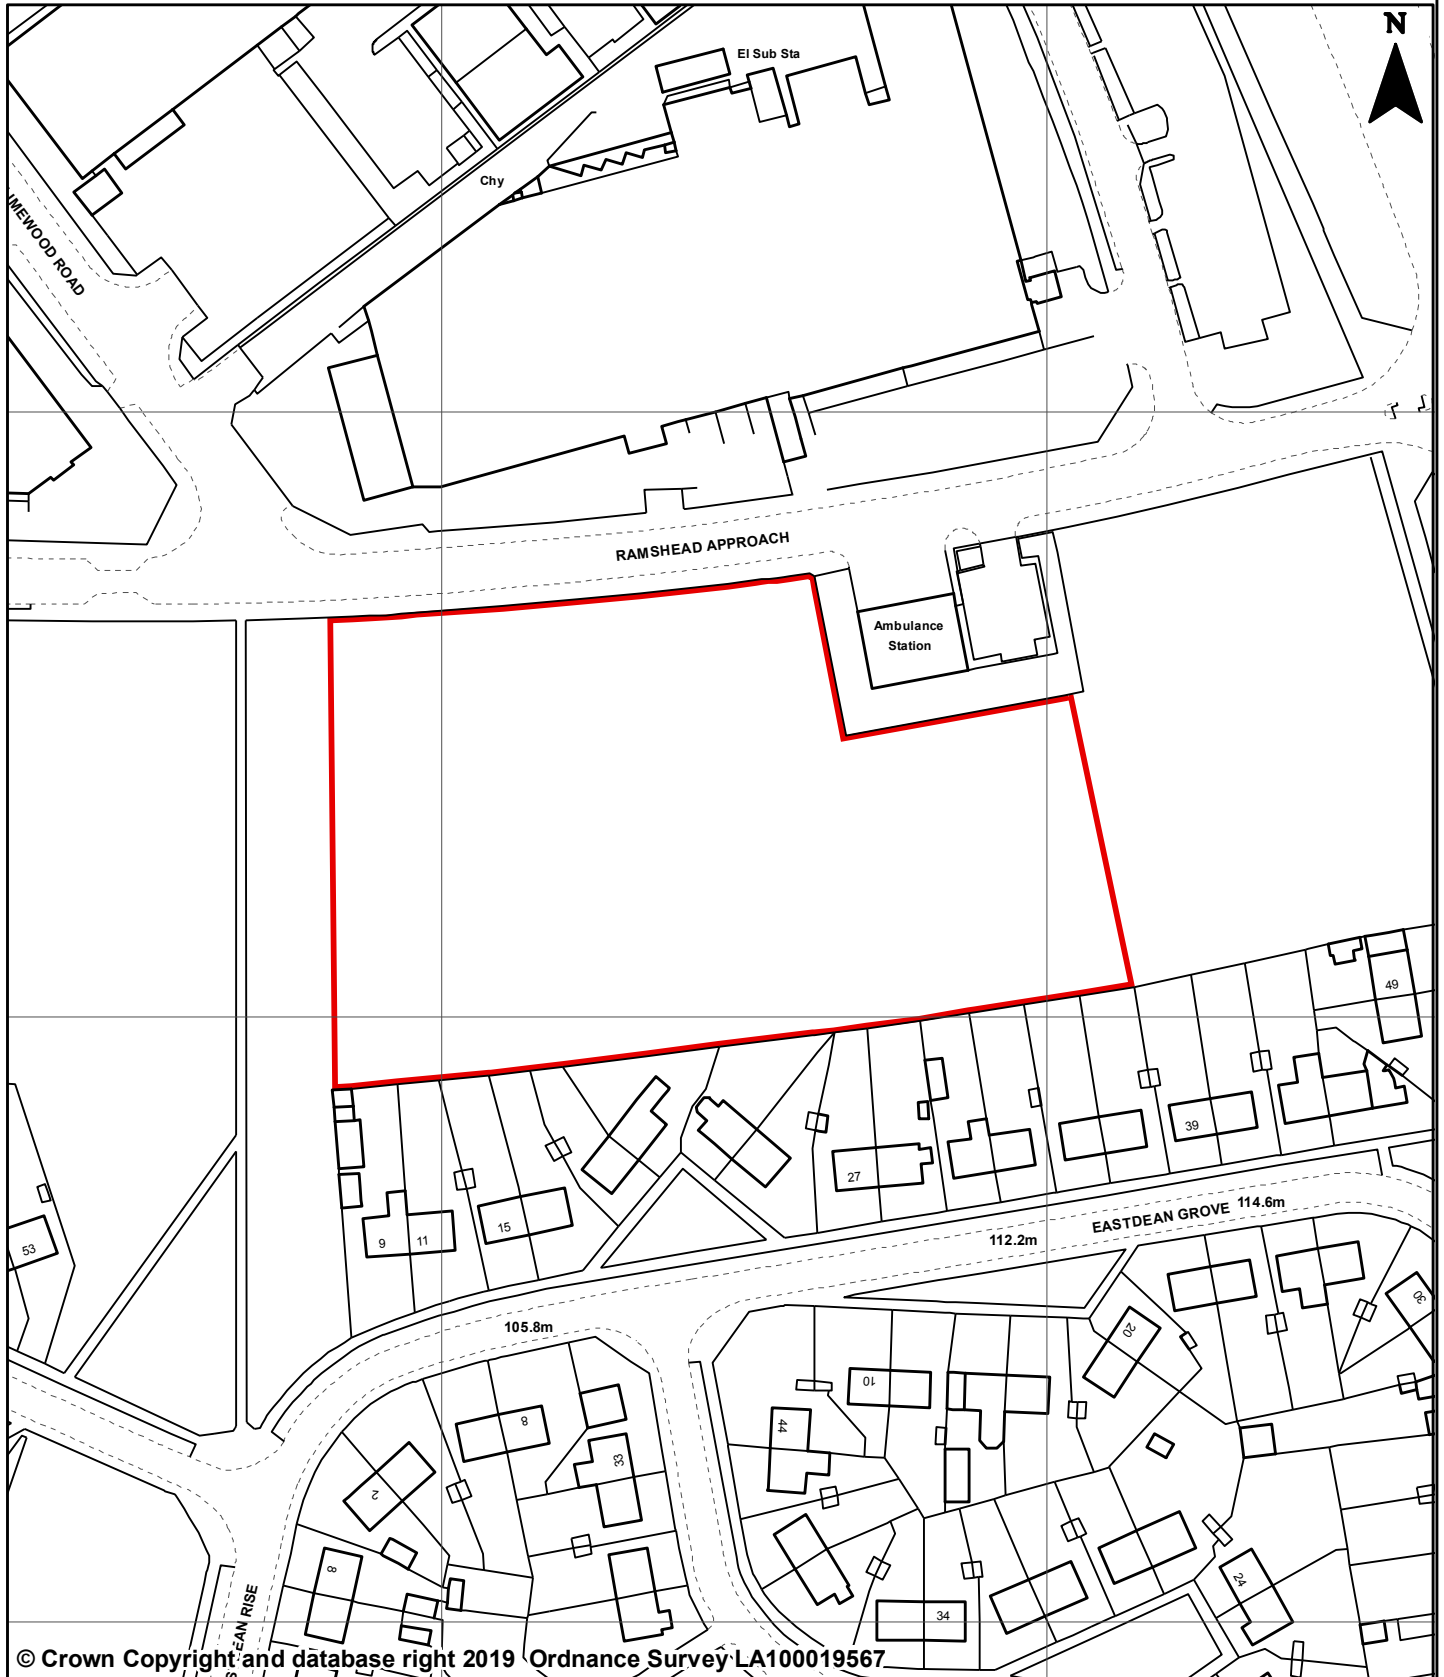 N
El Sub Sta
Chy
RAMSHEAD APPROACH
Ambulance
Station
49
39
27
15
9
11
53
EASTDEAN GROVE
114.6m
112.2m
105.8m
30
20
10
44
8
33
2
8
34
24
RISE
ROAD
© Crown Copyright and database right 2019 Ordnance Survey LA100019567